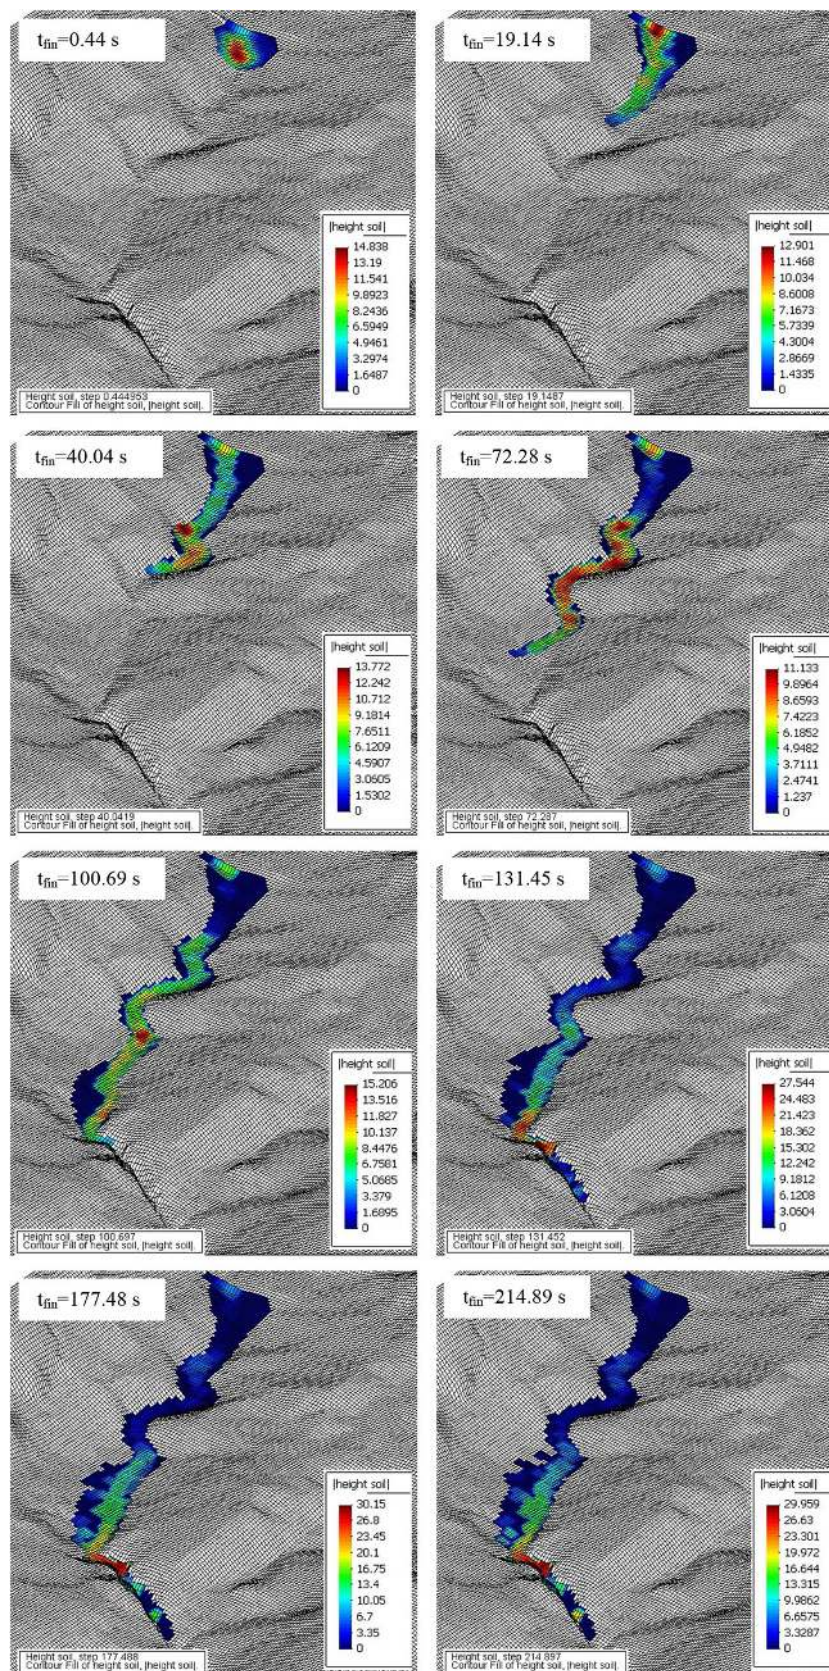 t_fin=0.44 s
|height soil|
14.838
13.19
11.541
9.8923
8.2436
6.5949
4.9461
3.2974
1.6487
0
Height soil, step 0.444953
Contour Fill of height soil, |height soil|.
t_fin=19.14 s
|height soil|
12.901
11.468
10.034
8.6008
7.1673
5.7339
4.3004
2.8669
1.4335
0
Height soil, step 19.1487
Contour Fill of height soil, |height soil|.
t_fin=40.04 s
|height soil|
13.772
12.242
10.712
9.1814
7.6511
6.1209
4.5907
3.0605
1.5302
0
Height soil, step 40.0419
Contour Fill of height soil, |height soil|.
t_fin=72.28 s
|height soil|
11.133
9.8964
8.6593
7.4223
6.1852
4.9482
3.7111
2.4741
1.237
0
Height soil, step 72.287
Contour Fill of height soil, |height soil|.
t_fin=100.69 s
|height soil|
15.206
13.516
11.827
10.137
8.4476
6.7581
5.0685
3.379
1.6895
0
Height soil, step 100.697
Contour Fill of height soil, |height soil|.
t_fin=131.45 s
|height soil|
27.544
24.483
21.423
18.362
15.302
12.242
9.1812
6.1208
3.0604
0
Height soil, step 131.452
Contour Fill of height soil, |height soil|.
t_fin=177.48 s
|height soil|
30.15
26.8
23.45
20.1
16.75
13.4
10.05
6.7
3.35
0
Height soil, step 177.488
Contour Fill of height soil, |height soil|.
t_fin=214.89 s
|height soil|
29.959
26.63
23.301
19.972
16.644
13.315
9.9862
6.6575
3.3287
0
Height soil, step 214.897
Contour Fill of height soil, |height soil|.